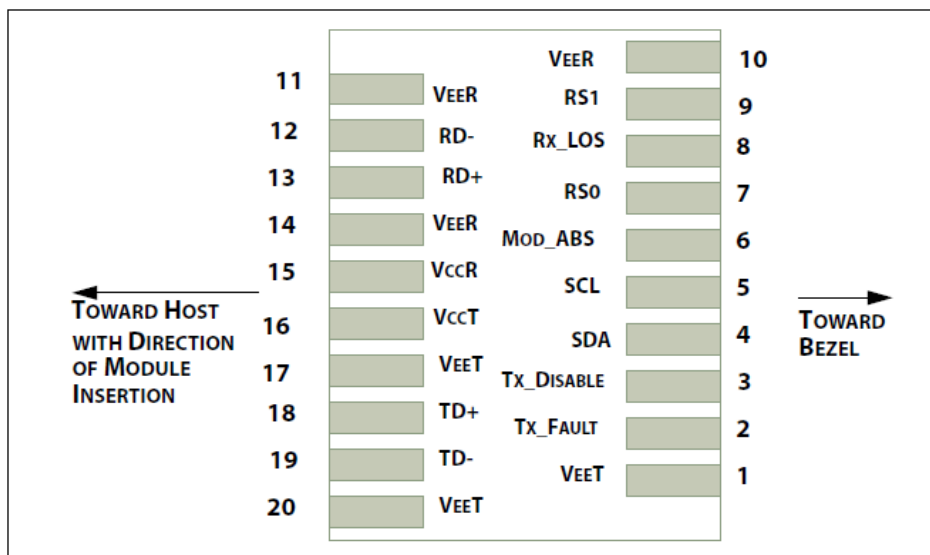 11 VEER
12 RD-
13 RD+
14 VEER
15 VCCR
16 VCCT
17 VEET
18 TD+
19 TD-
20 VEET
VEER 10
RS1 9
RX_LOS 8
RS0 7
MOD_ABS 6
SCL 5
SDA 4
TX_DISABLE 3
TX_FAULT 2
VEET 1
TOWARD HOST
WITH DIRECTION
OF MODULE
INSERTION
TOWARD
BEZEL